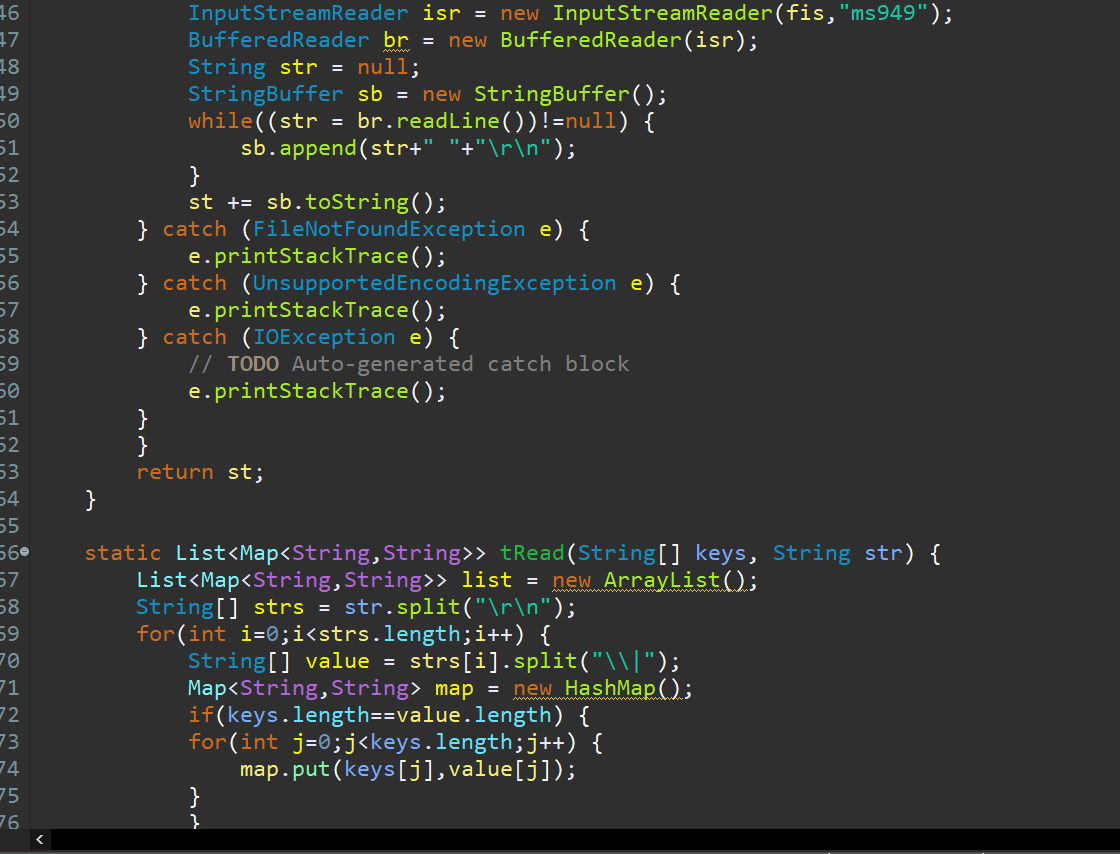 46 InputStreamReader isr = new InputStreamReader(fis,"ms949");
47 BufferedReader br = new BufferedReader(isr);
48 String str = null;
49 StringBuffer sb = new StringBuffer();
50 while((str = br.readLine())!=null) {
51 sb.append(str+" "+"\r\n");
52 }
53 st += sb.toString();
54 } catch (FileNotFoundException e) {
55 e.printStackTrace();
56 } catch (UnsupportedEncodingException e) {
57 e.printStackTrace();
58 } catch (IOException e) {
59 // TODO Auto-generated catch block
60 e.printStackTrace();
61 }
62 }
63 return st;
64 }
65
66 static List<Map<String,String>> tRead(String[] keys, String str) {
67 List<Map<String,String>> list = new ArrayList();
68 String[] strs = str.split("\r\n");
69 for(int i=0;i<strs.length;i++) {
70 String[] value = strs[i].split("\\|");
71 Map<String,String> map = new HashMap();
72 if(keys.length==value.length) {
73 for(int j=0;j<keys.length;j++) {
74 map.put(keys[j],value[j]);
75 }
76 }